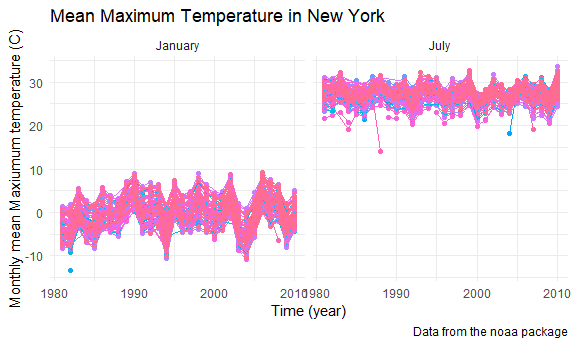 Mean Maximum Temperature in New York
January July
Monthly mean Maxiumum temperature (C)
30
20
10
0
-10
1980 1990 2000 2010 1980 1990 2000 2010
Time (year)
Data from the noaa package